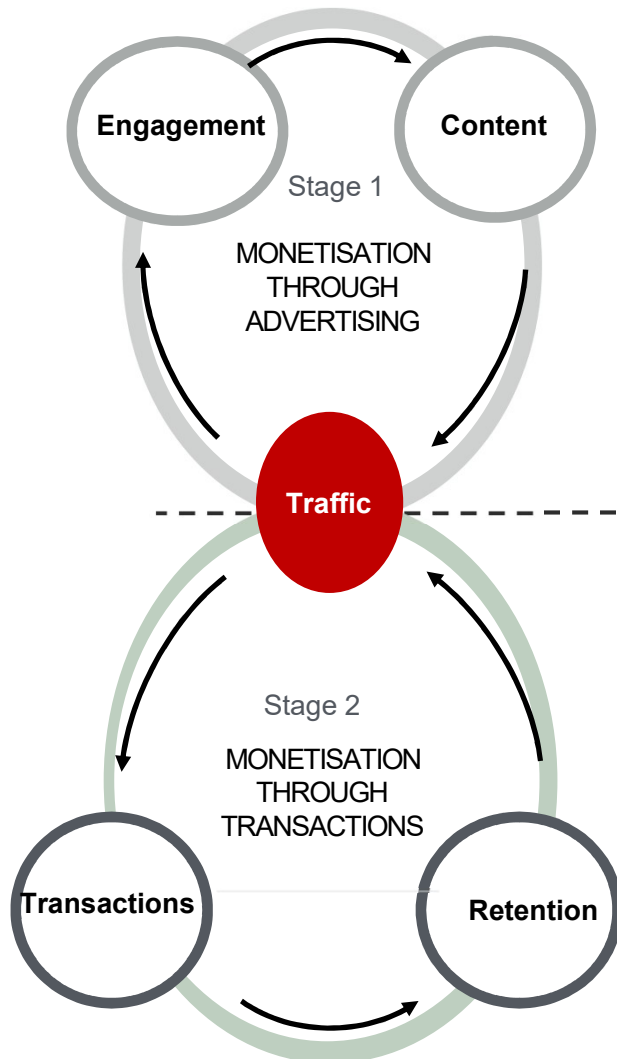 Engagement
Content
Stage 1
MONETISATION
THROUGH
ADVERTISING
Traffic
Stage 2
MONETISATION
THROUGH
TRANSACTIONS
Transactions
Retention